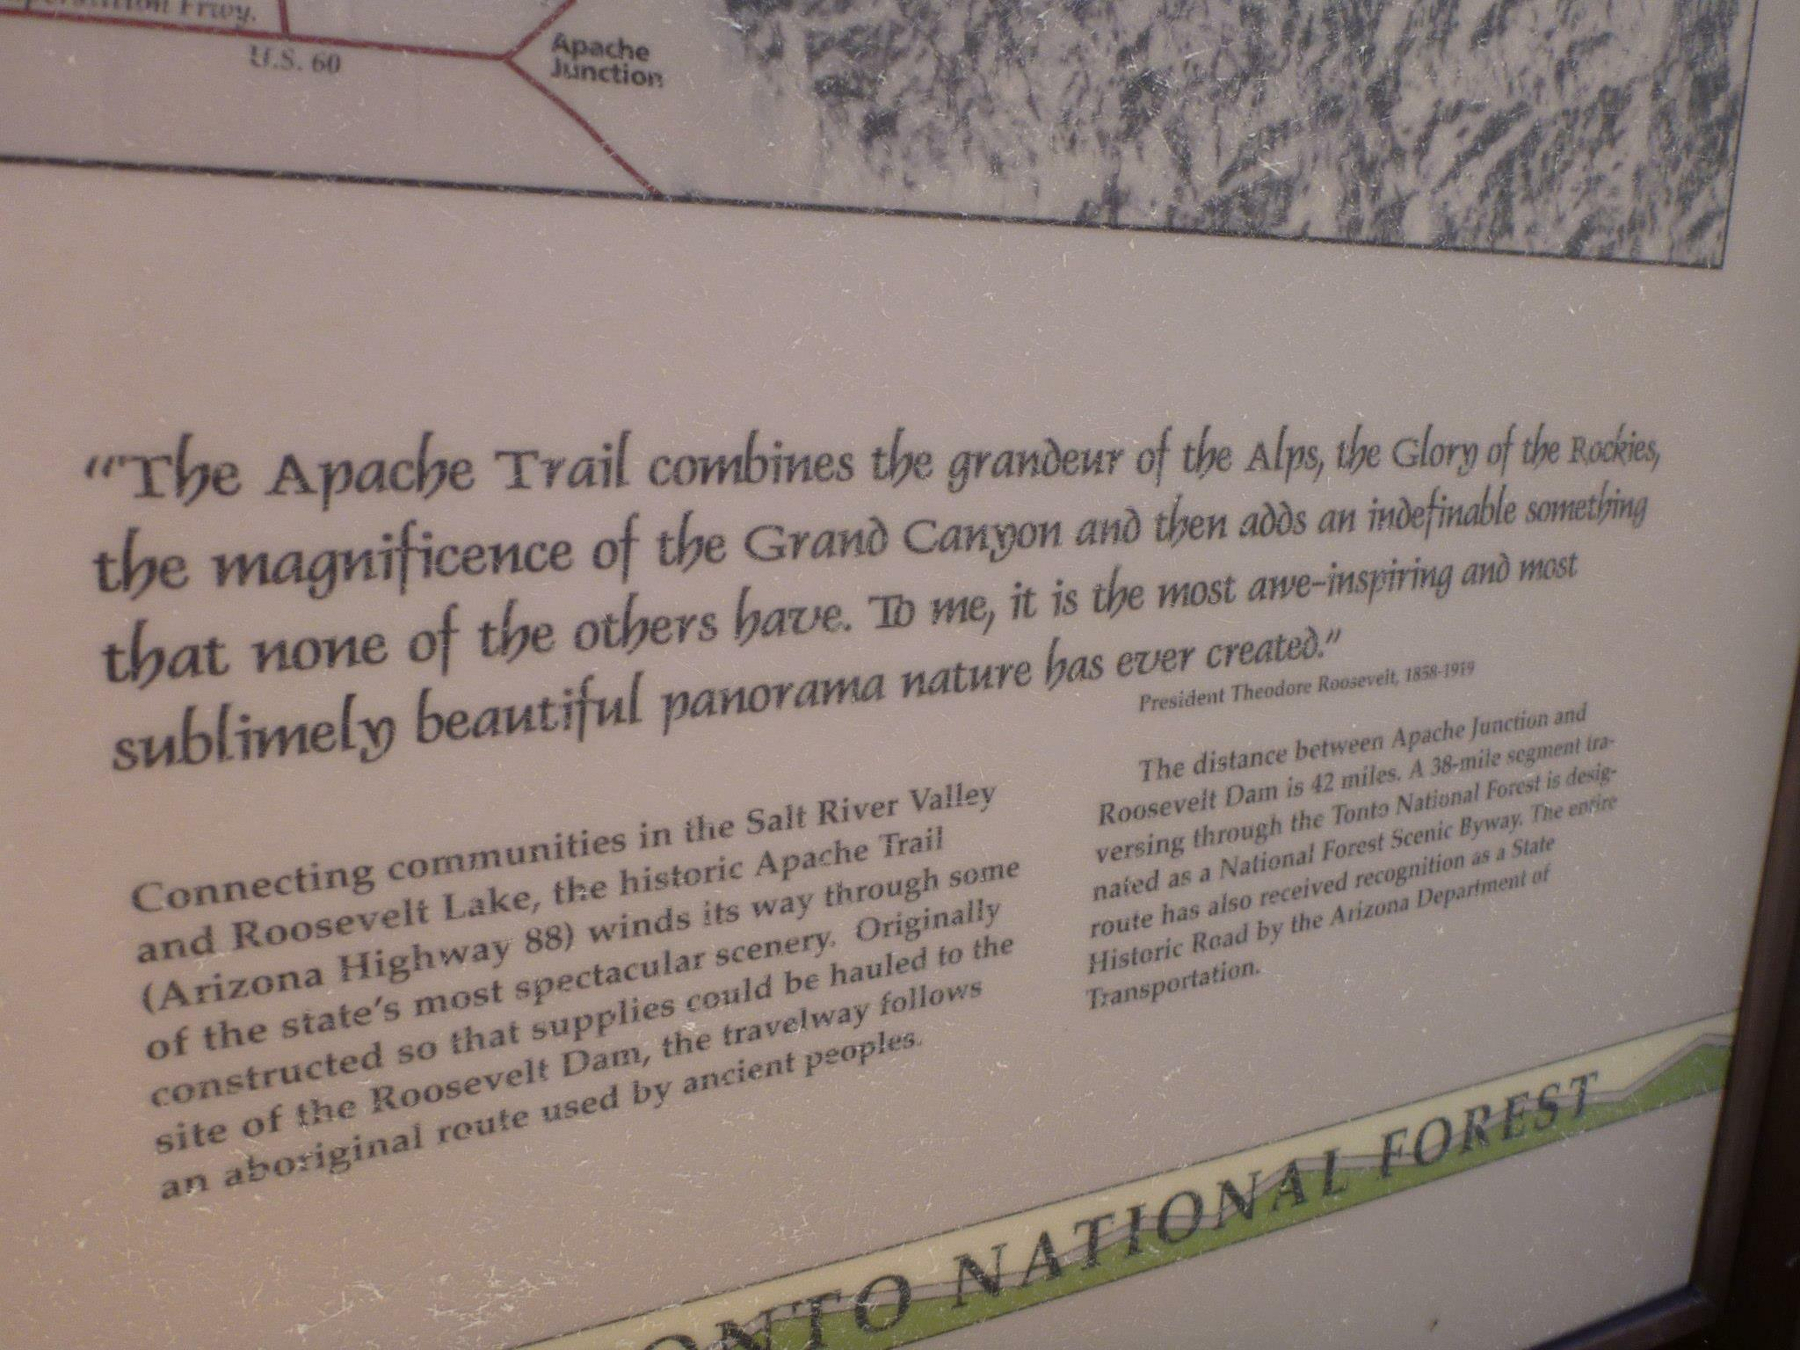 Frwy.
U.S. 60
Apache
Junction
"The Apache Trail combines the grandeur of the Alps, the Glory of the Rockies,
the magnificence of the Grand Canyon and then adds an indefinable something
that none of the others have. To me, it is the most awe-inspiring and most
sublimely beautiful panorama nature has ever created."
President Theodore Roosevelt, 1858-1919
Connecting communities in the Salt River Valley
and Roosevelt Lake, the historic Apache Trail
(Arizona Highway 88) winds its way through some
of the state's most spectacular scenery. Originally
constructed so that supplies could be hauled to the
site of the Roosevelt Dam, the travelway follows
an aboriginal route used by ancient peoples.
The distance between Apache Junction and
Roosevelt Dam is 42 miles. A 38-mile segment tra-
versing through the Tonto National Forest is desig-
nated as a National Forest Scenic Byway. The entire
route has also received recognition as a State
Historic Road by the Arizona Department of
Transportation.
ONTO NATIONAL FOREST